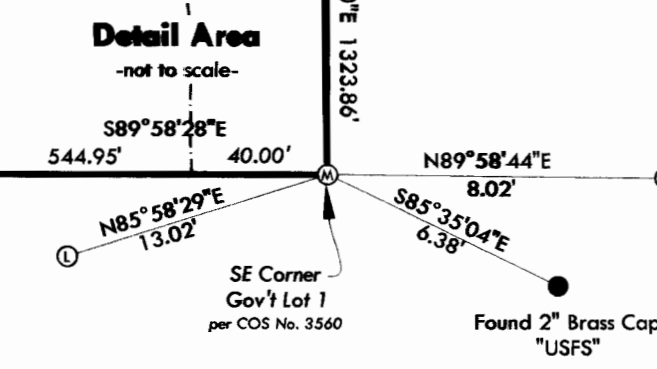 Detail Area
-not to scale-
"E 1323.86'
S89°58'28"E
544.95'
40.00'
M
N89°58'44"E
8.02'
N85°58'29"E
13.02'
S85°35'04"E
6.38'
L
SE Corner
Gov't Lot 1
per COS No. 3560
Found 2" Brass Cap
"USFS"